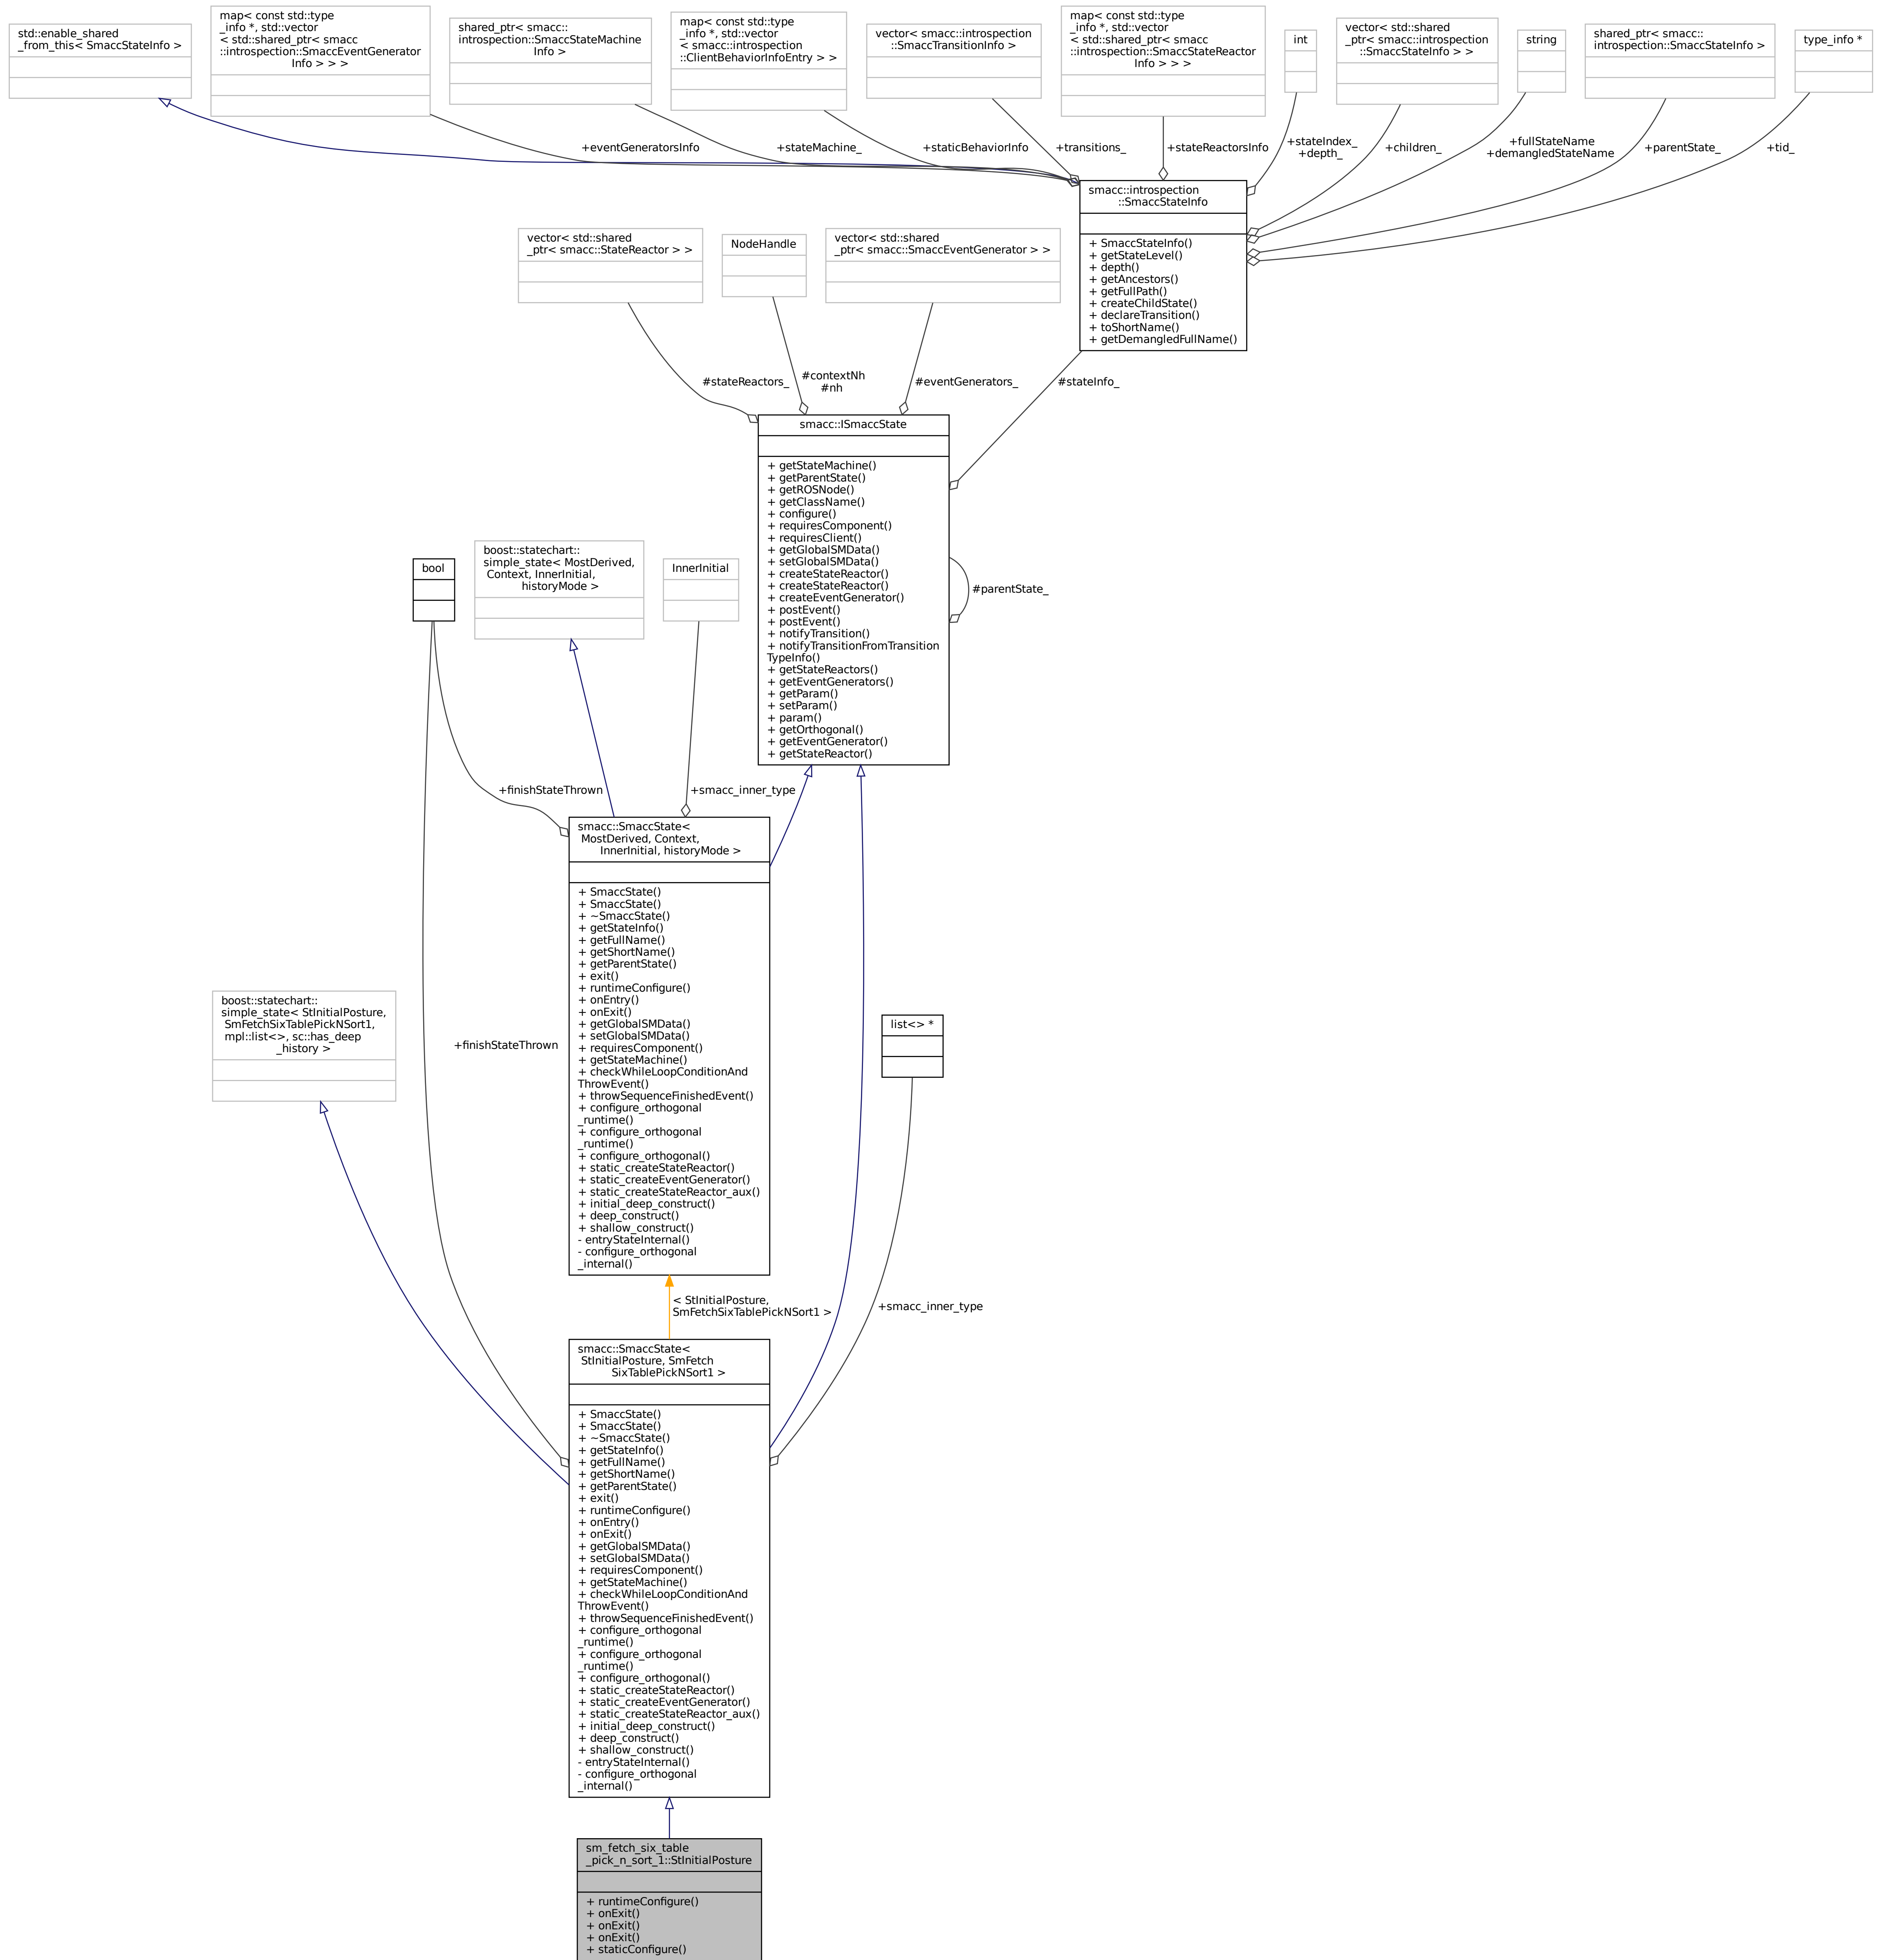 std::enable_shared
_from_this< SmaccStateInfo >
map< const std::type
_info *, std::vector
< std::shared_ptr< smacc
::introspection::SmaccEventGenerator
Info > > >
shared_ptr< smacc::
introspection::SmaccStateMachine
Info >
map< const std::type
_info *, std::vector
< smacc::introspection
::ClientBehaviorInfoEntry > >
vector< smacc::introspection
::SmaccTransitionInfo >
map< const std::type
_info *, std::vector
< std::shared_ptr< smacc
::introspection::SmaccStateReactor
Info > > >
int
vector< std::shared
_ptr< smacc::introspection
::SmaccStateInfo > >
string
shared_ptr< smacc::
introspection::SmaccStateInfo >
type_info *
+eventGeneratorsInfo
+stateMachine_
+staticBehaviorInfo
+transitions_
+stateReactorsInfo
+stateIndex_
+depth_
+children_
+fullStateName
+demangledStateName
+parentState_
+tid_
smacc::introspection
::SmaccStateInfo
+ SmaccStateInfo()
+ getStateLevel()
+ depth()
+ getAncestors()
+ getFullPath()
+ createChildState()
+ declareTransition()
+ toShortName()
+ getDemangledFullName()
vector< std::shared
_ptr< smacc::StateReactor > >
NodeHandle
vector< std::shared
_ptr< smacc::SmaccEventGenerator > >
#stateReactors_
#contextNh
#nh
#eventGenerators_
#stateInfo_
smacc::ISmaccState
+ getStateMachine()
+ getParentState()
+ getROSNode()
+ getClassName()
+ configure()
+ requiresComponent()
+ requiresClient()
+ getGlobalSMData()
+ setGlobalSMData()
+ createStateReactor()
+ createStateReactor()
+ createEventGenerator()
+ postEvent()
+ postEvent()
+ notifyTransition()
+ notifyTransitionFromTransition
TypeInfo()
+ getStateReactors()
+ getEventGenerators()
+ getParam()
+ setParam()
+ param()
+ getOrthogonal()
+ getEventGenerator()
+ getStateReactor()
#parentState_
bool
boost::statechart::
simple_state< MostDerived,
Context, InnerInitial,
historyMode >
InnerInitial
+finishStateThrown
+smacc_inner_type
smacc::SmaccState<
MostDerived, Context,
InnerInitial, historyMode >
+ SmaccState()
+ SmaccState()
+ ~SmaccState()
+ getStateInfo()
+ getFullName()
+ getShortName()
+ getParentState()
+ exit()
+ runtimeConfigure()
+ onEntry()
+ onExit()
+ getGlobalSMData()
+ setGlobalSMData()
+ requiresComponent()
+ getStateMachine()
+ checkWhileLoopConditionAnd
ThrowEvent()
+ throwSequenceFinishedEvent()
+ configure_orthogonal
_runtime()
+ configure_orthogonal
_runtime()
+ configure_orthogonal()
+ static_createStateReactor()
+ static_createEventGenerator()
+ static_createStateReactor_aux()
+ initial_deep_construct()
+ deep_construct()
+ shallow_construct()
- entryStateInternal()
- configure_orthogonal
_internal()
boost::statechart::
simple_state< StInitialPosture,
SmFetchSixTablePickNSort1,
mpl::list<>, sc::has_deep
_history >
+finishStateThrown
list<> *
< StInitialPosture,
SmFetchSixTablePickNSort1 >
+smacc_inner_type
smacc::SmaccState<
StInitialPosture, SmFetch
SixTablePickNSort1 >
+ SmaccState()
+ SmaccState()
+ ~SmaccState()
+ getStateInfo()
+ getFullName()
+ getShortName()
+ getParentState()
+ exit()
+ runtimeConfigure()
+ onEntry()
+ onExit()
+ getGlobalSMData()
+ setGlobalSMData()
+ requiresComponent()
+ getStateMachine()
+ checkWhileLoopConditionAnd
ThrowEvent()
+ throwSequenceFinishedEvent()
+ configure_orthogonal
_runtime()
+ configure_orthogonal
_runtime()
+ configure_orthogonal()
+ static_createStateReactor()
+ static_createEventGenerator()
+ static_createStateReactor_aux()
+ initial_deep_construct()
+ deep_construct()
+ shallow_construct()
- entryStateInternal()
- configure_orthogonal
_internal()
sm_fetch_six_table
_pick_n_sort_1::StInitialPosture
+ runtimeConfigure()
+ onExit()
+ onExit()
+ onExit()
+ staticConfigure()